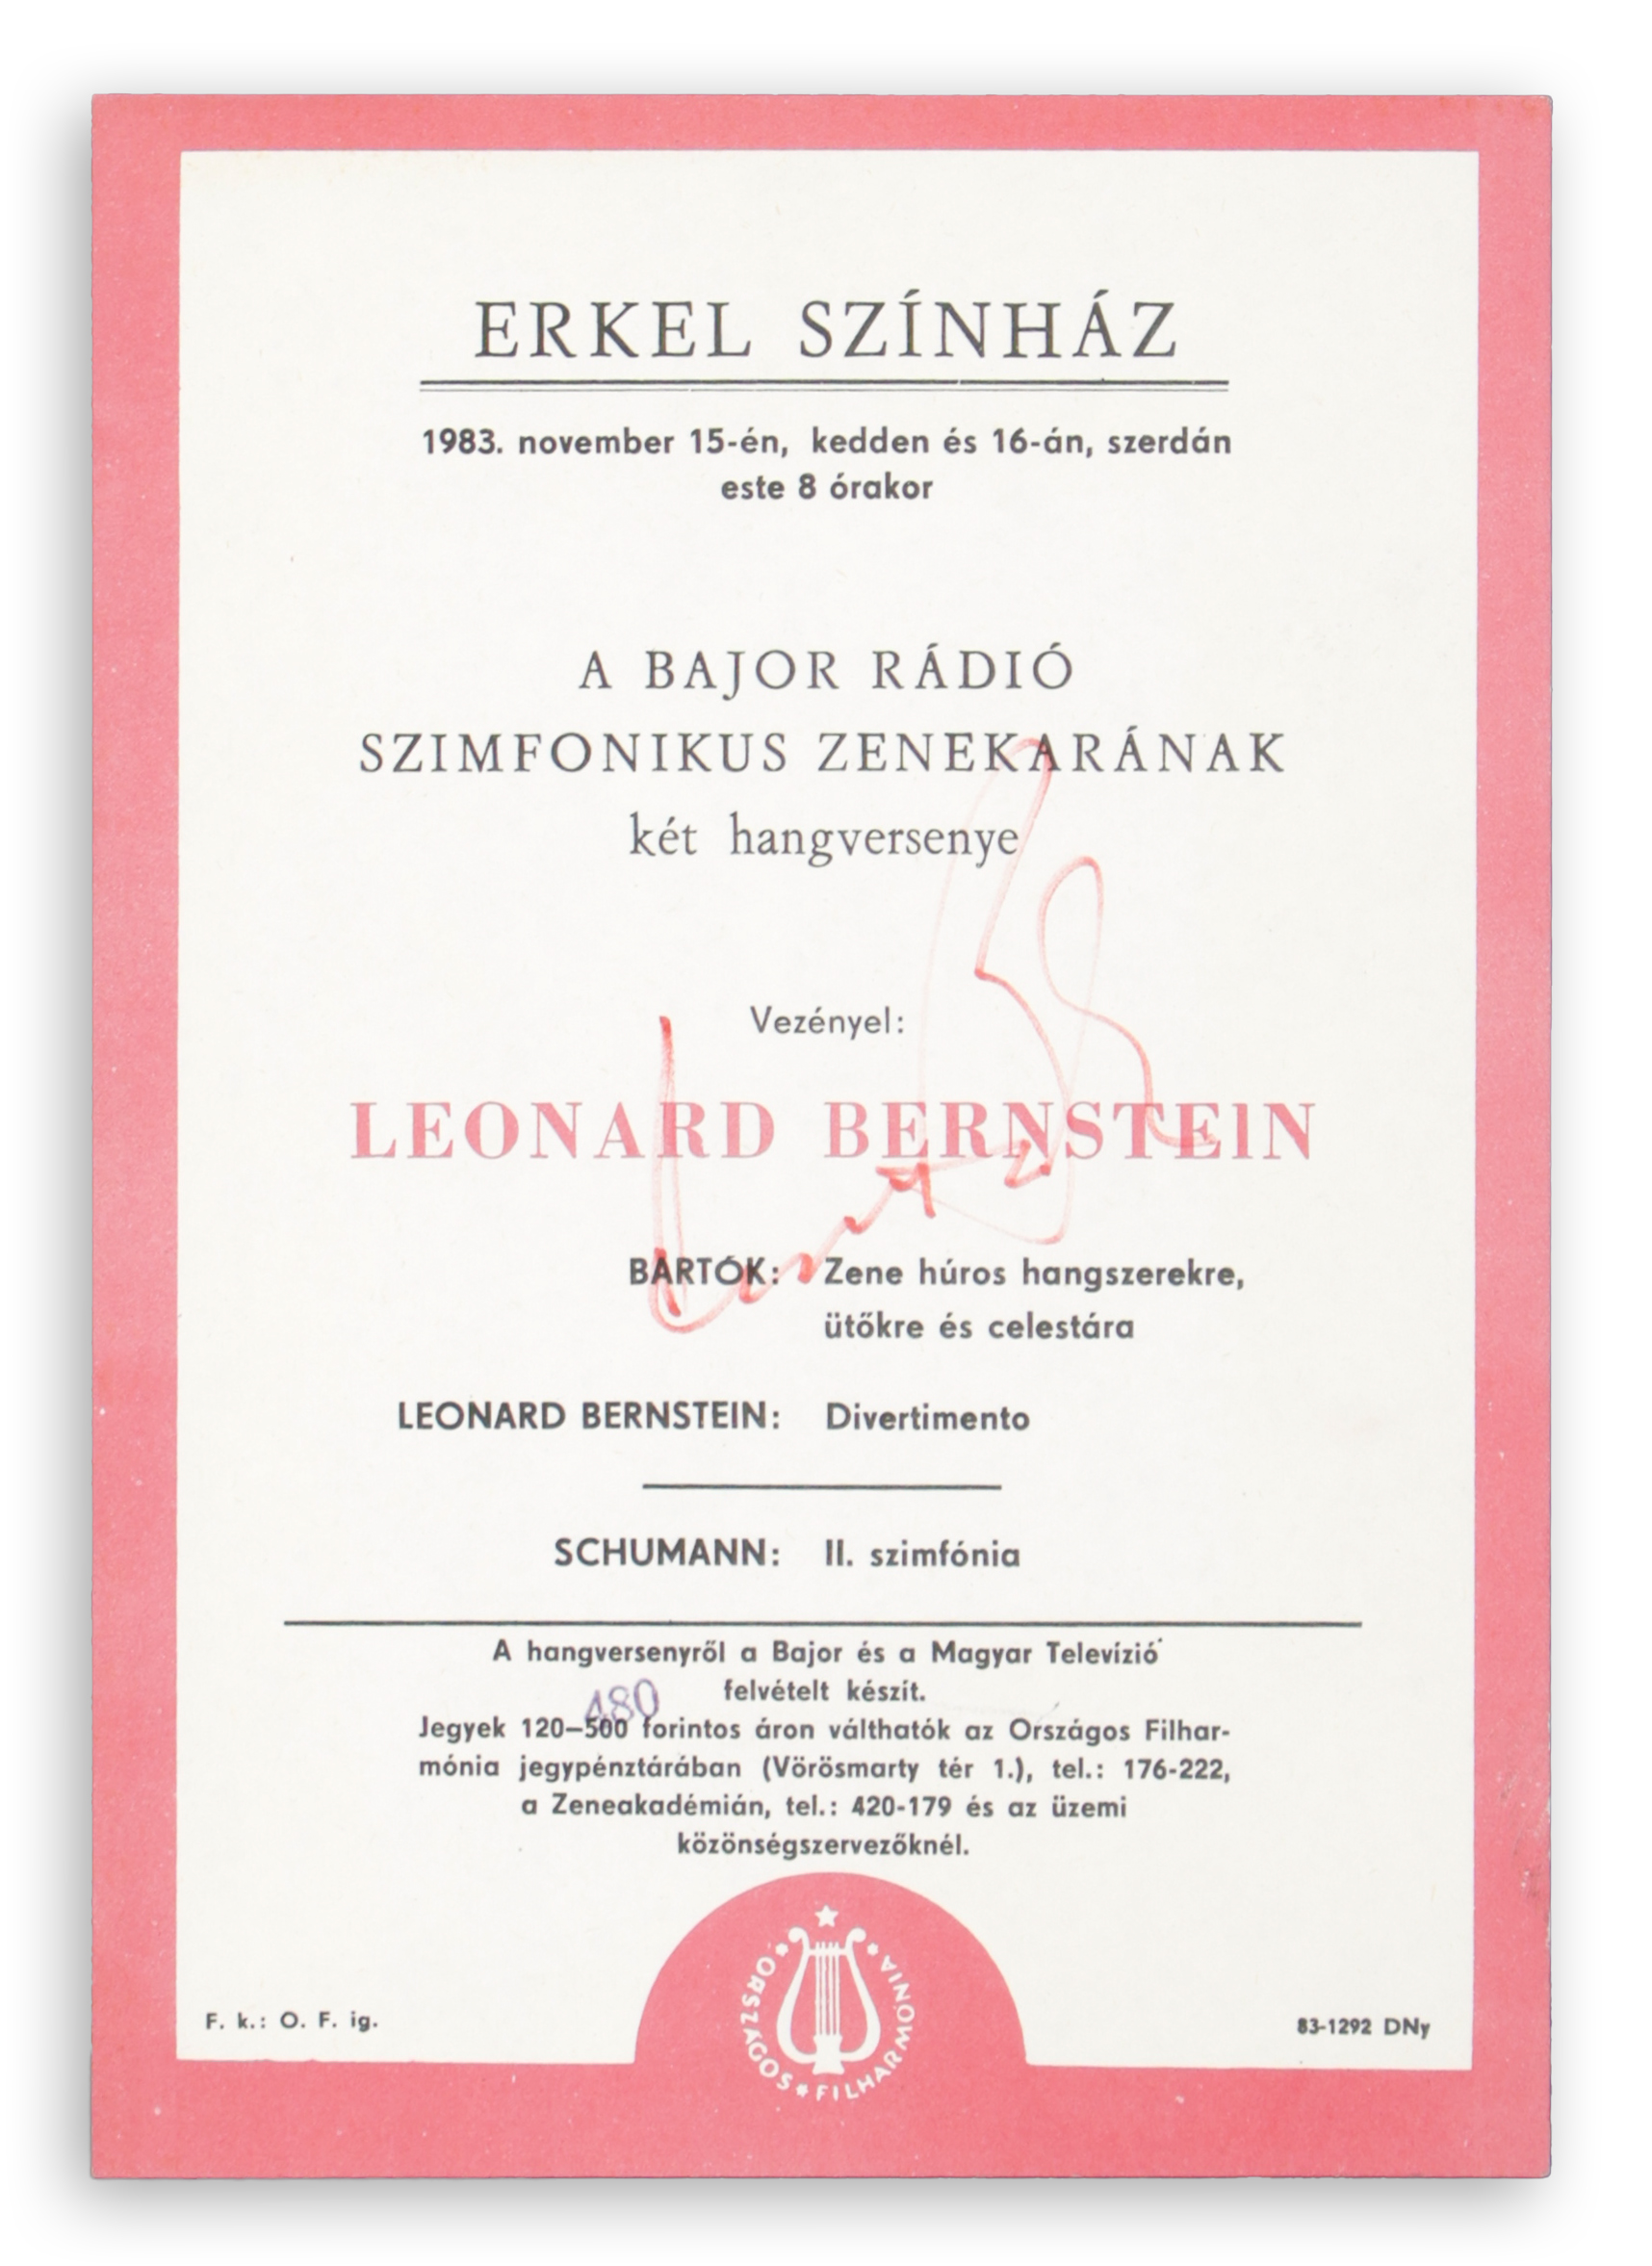 ERKEL SZÍNHÁZ
1983. november 15-én, kedden és 16-án, szerdán
este 8 órakor
A BAJOR RÁDIÓ
SZIMFONIKUS ZENEKARÁNAK
két hangversenye
Vezényel:
LEONARD BERNSTEIN
BARTÓK: Zene húros hangszerekre,
ütőkre és celestára
LEONARD BERNSTEIN: Divertimento
SCHUMANN: II. szimfónia
A hangversenyről a Bajor és a Magyar Televízió
felvételt készít.
480
Jegyek 120–500 forintos áron válthatók az Országos Filhar-
mónia jegypénztárában (Vörösmarty tér 1.), tel.: 176-222,
a Zeneakadémián, tel.: 420-179 és az üzemi
közönségszervezőknél.
ORSZÁGOS FILHARMÓNIA
F. k.: O. F. ig.
83-1292 DNy